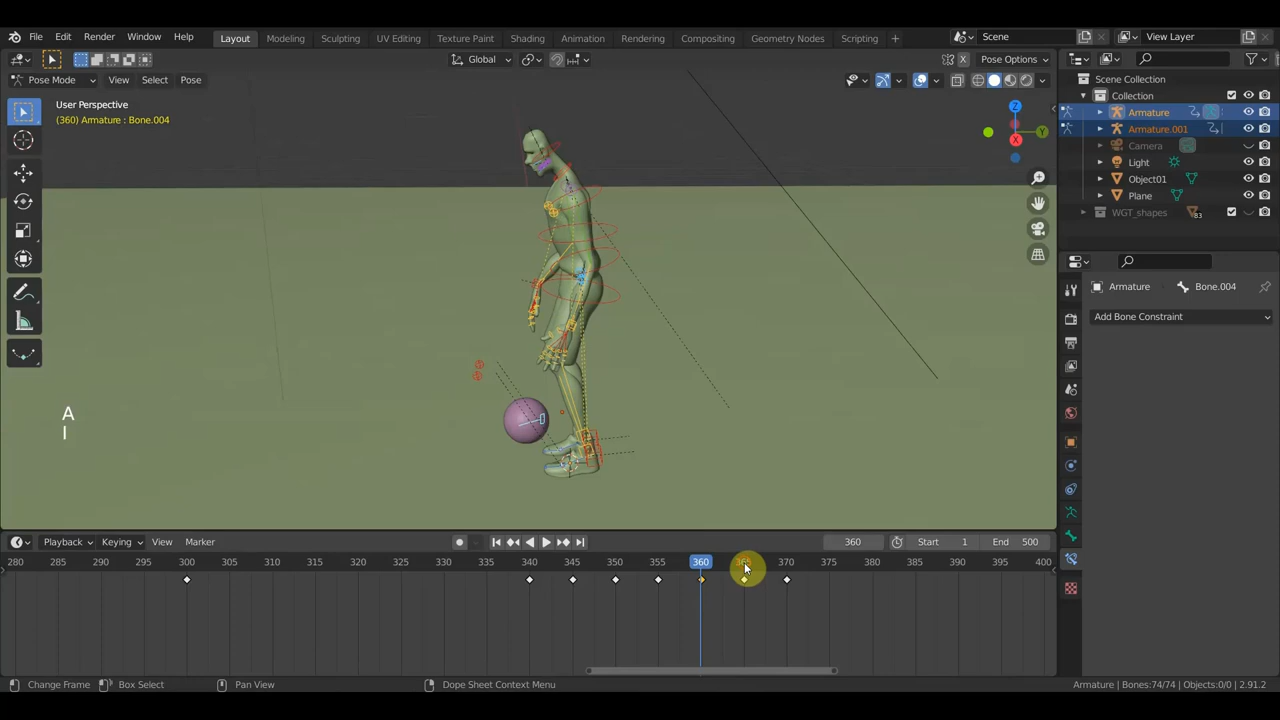 File Edit Render Window Help Layout Modeling Sculpting UV Editing Texture Paint Shading Animation Rendering Compositing Geometry Nodes Scripting + Scene View Layer
Global X Pose Options
Pose Mode View Select Pose
User Perspective
(360) Armature : Bone.004
Z
Y
X
Scene Collection
Collection
Armature
Armature.001
Camera
Light
Object01
Plane
WGT_shapes 83
Armature Bone.004
Add Bone Constraint
A
I
Playback Keying View Marker 360 Start 1 End 500
280 285 290 295 300 305 310 315 320 325 330 335 340 345 350 355 360 365 370 375 380 385 390 395 400
Change Frame Box Select Pan View Dope Sheet Context Menu Armature | Bones:74/74 | Objects:0/0 | 2.91.2